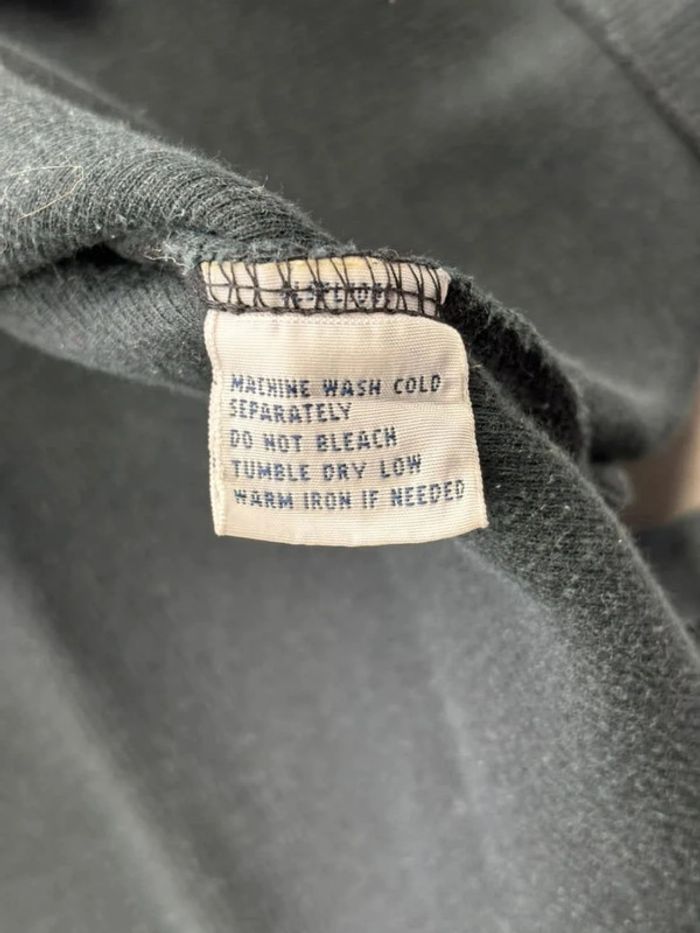 MACHINE WASH COLD
SEPARATELY
DO NOT BLEACH
TUMBLE DRY LOW
WARM IRON IF NEEDED